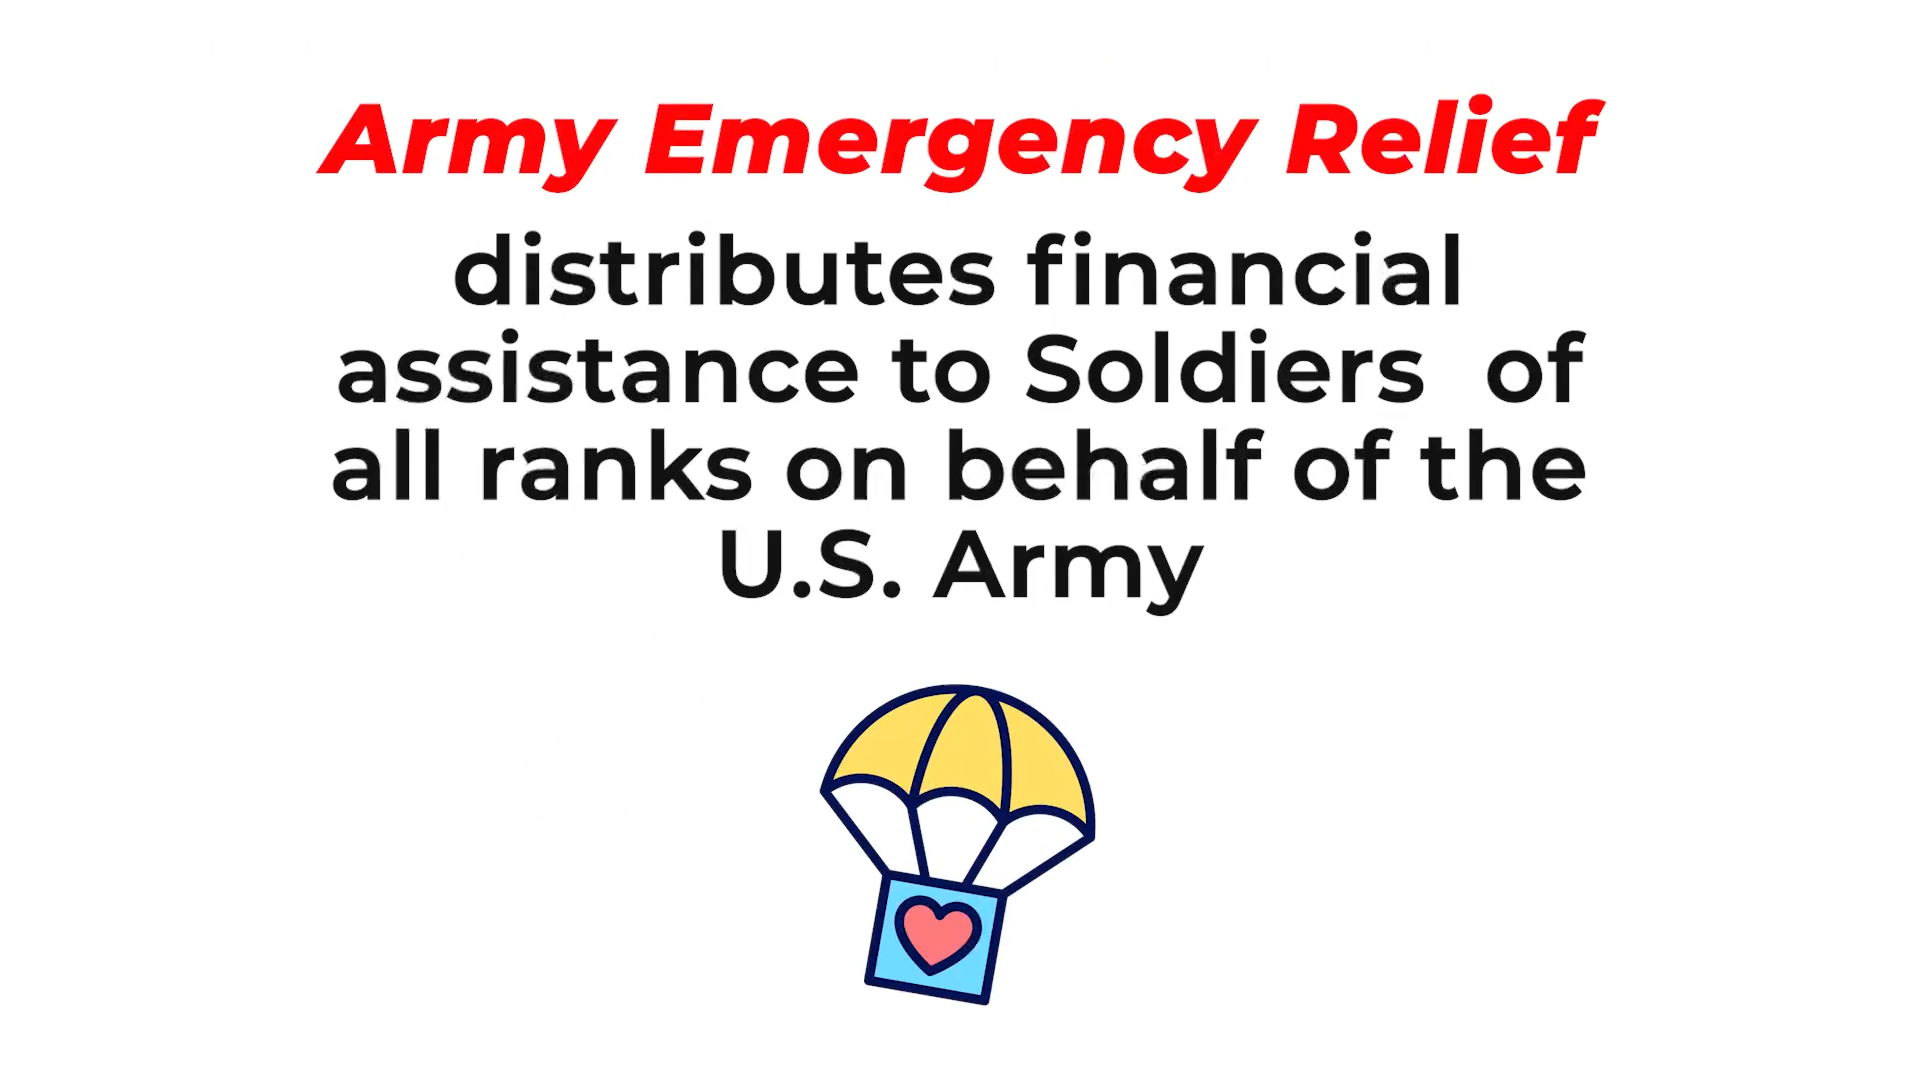 Army Emergency Relief
distributes financial
assistance to Soldiers  of
all ranks on behalf of the
U.S. Army